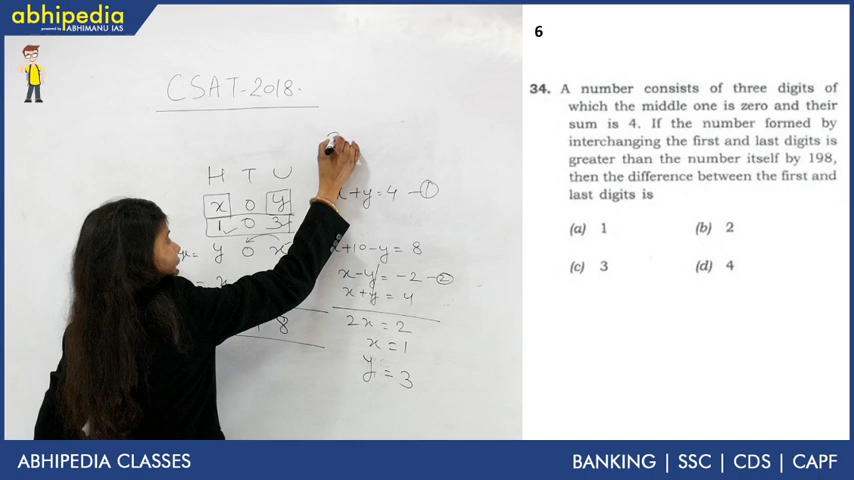 abhipedia
powered by ABHIMANU IAS
CSAT-2018.
H T U
x 0 y
1 0 3
y 0 x
x+y=4 —①
x+10-y=8
x-y=-2 —②
x+y=4
2x=2
x=1
y=3
8
6
34. A number consists of three digits of
which the middle one is zero and their
sum is 4. If the number formed by
interchanging the first and last digits is
greater than the number itself by 198,
then the difference between the first and
last digits is
(a) 1 (b) 2
(c) 3 (d) 4
ABHIPEDIA CLASSES
BANKING | SSC | CDS | CAPF